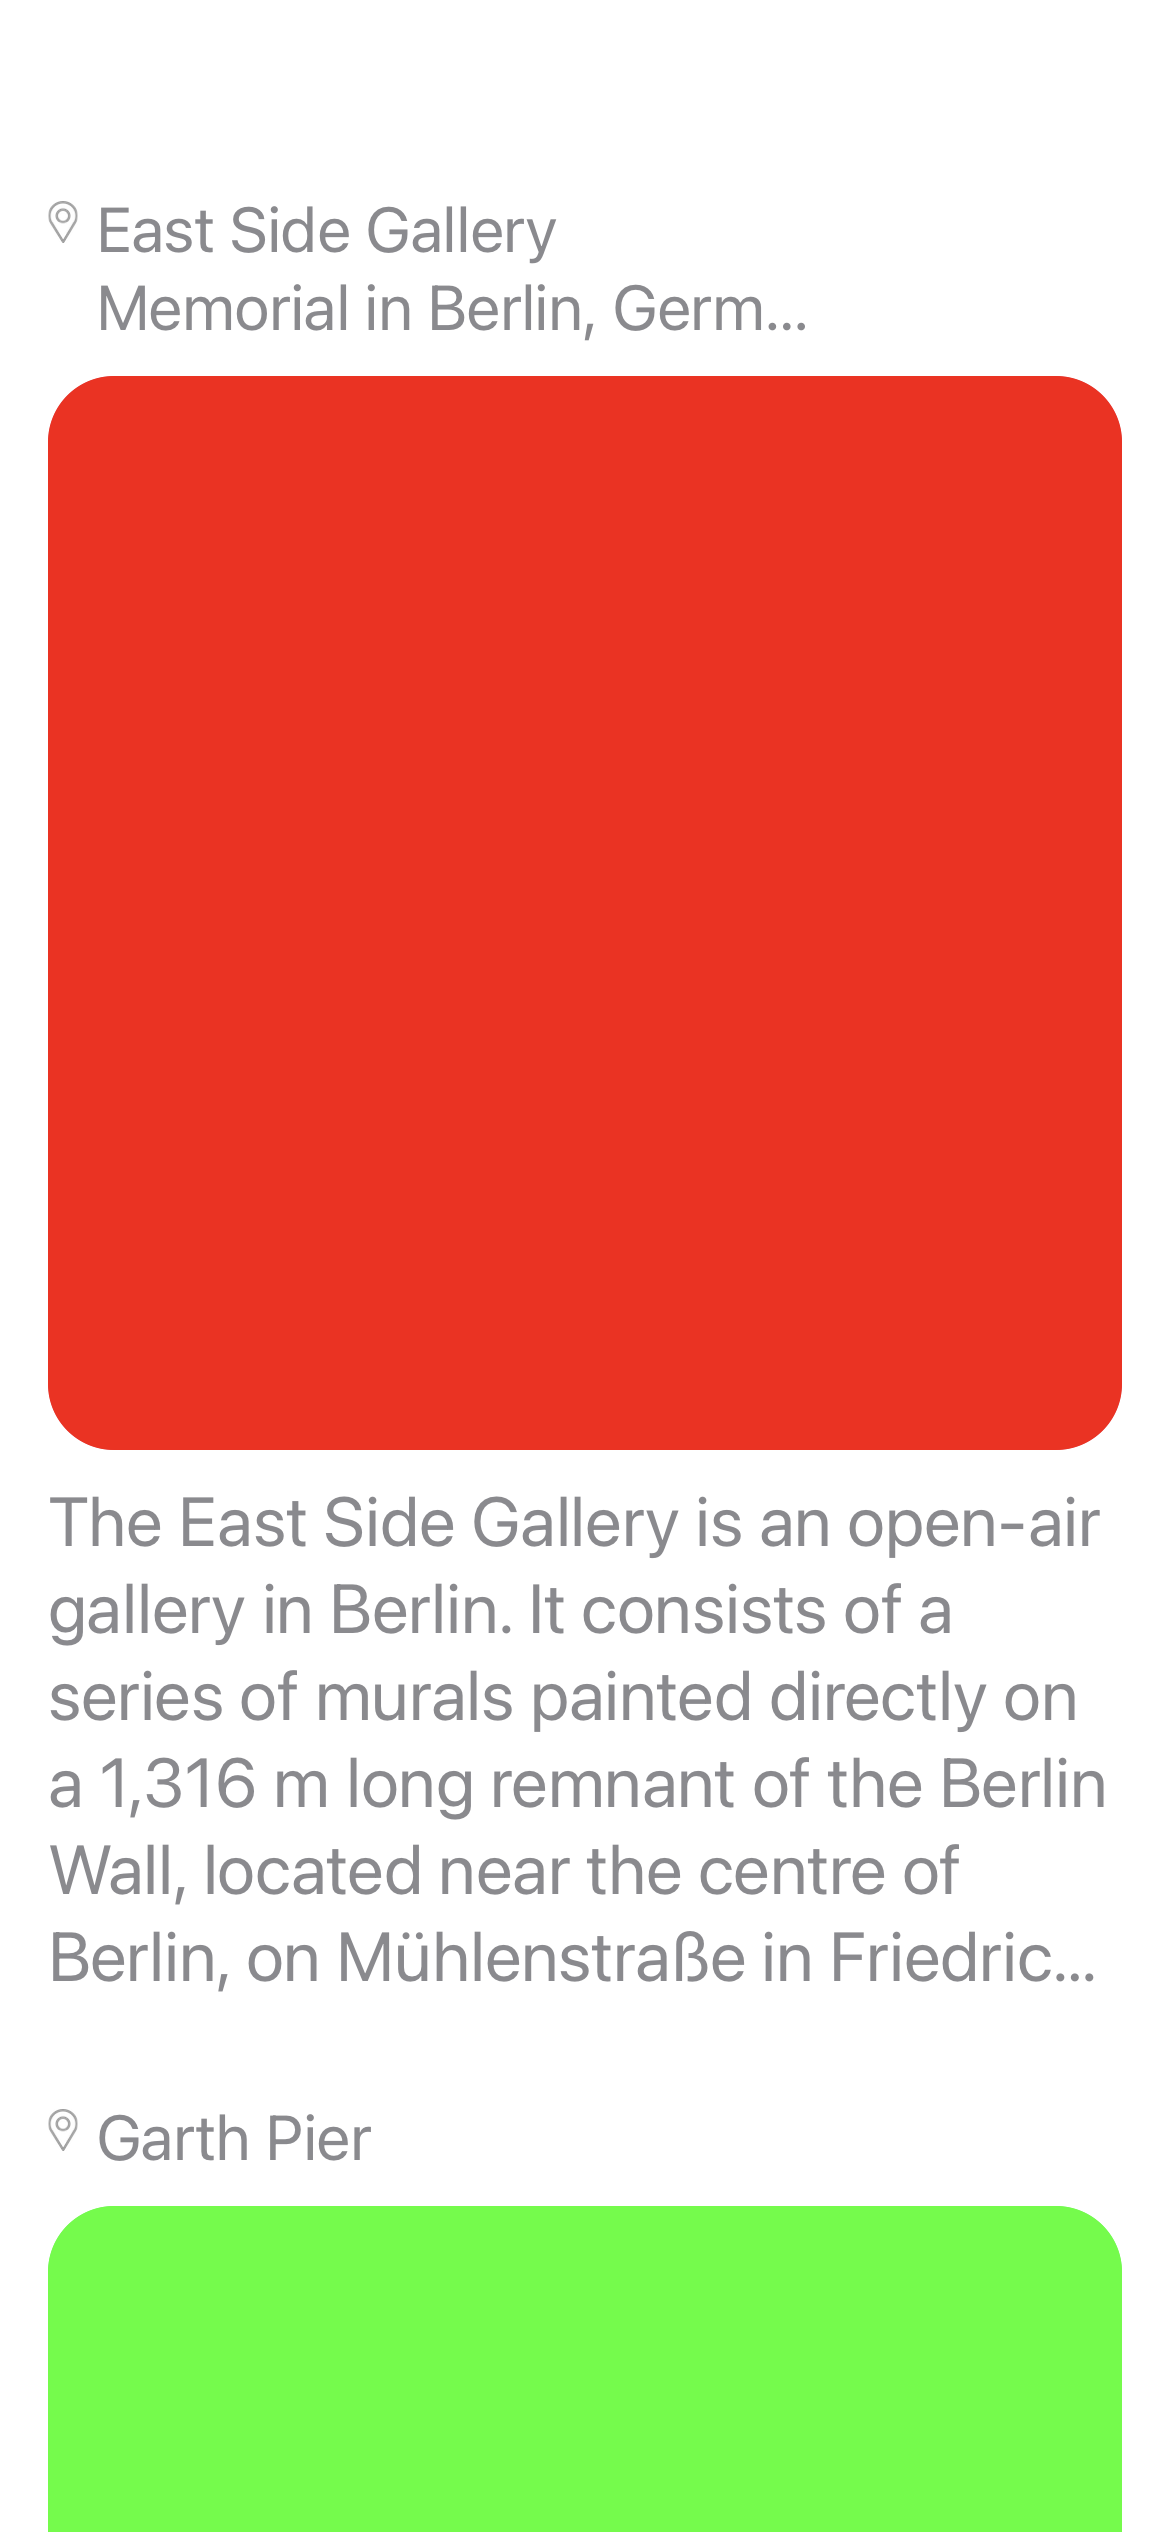 East Side Gallery
Memorial in Berlin, Germ...
The East Side Gallery is an open-air
gallery in Berlin. It consists of a
series of murals painted directly on
a 1,316 m long remnant of the Berlin
Wall, located near the centre of
Berlin, on Mühlenstraße in Friedric...
Garth Pier